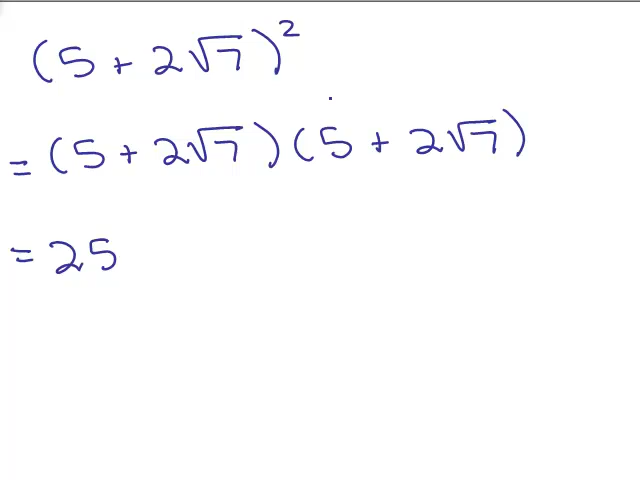 (5 + 2√7)²
= (5 + 2√7)(5 + 2√7)
= 25